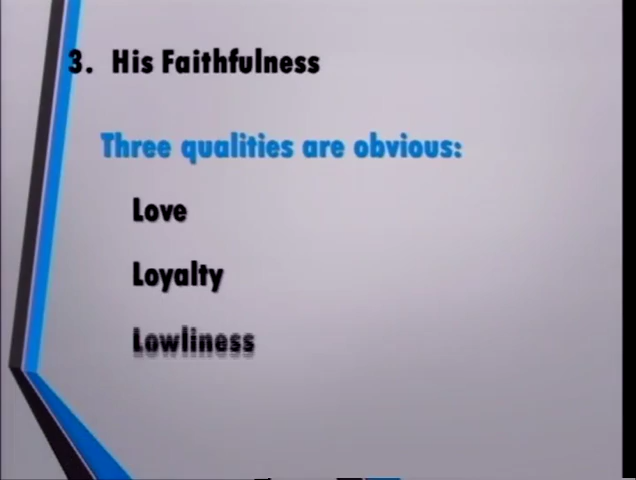 3. His Faithfulness
Three qualities are obvious:
Love
Loyalty
Lowliness